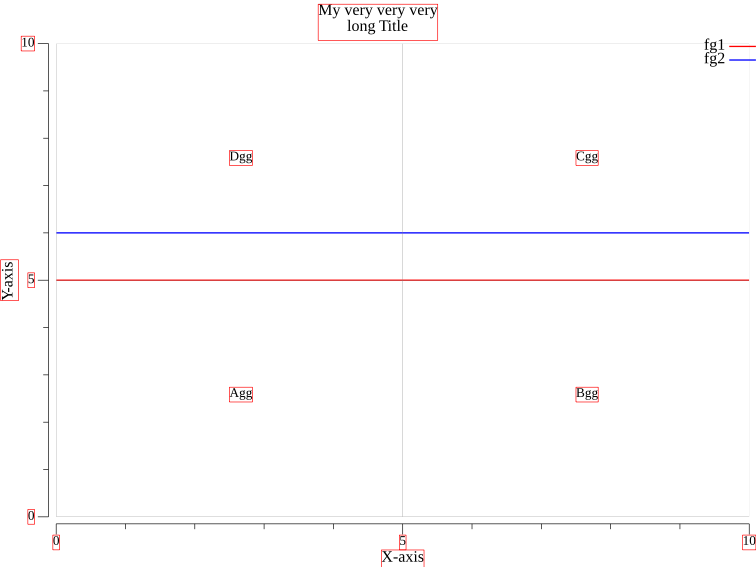 My very very very
long Title
10
fg1
fg2
Dgg
Cgg
Y-axis
5
Agg
Bgg
0
0
5
10
X-axis